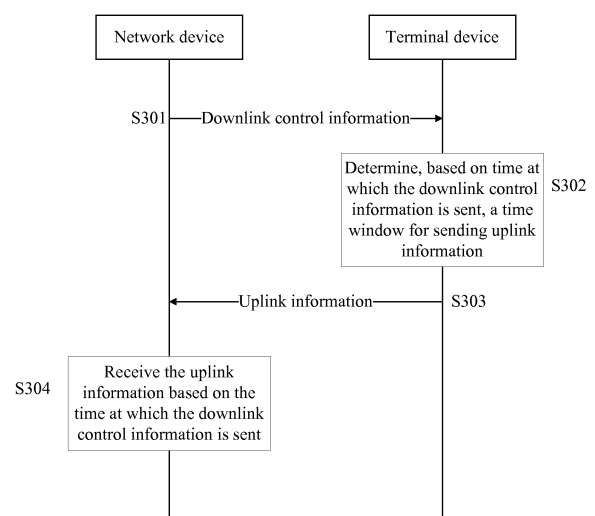 Network device
Terminal device
S301
Downlink control information
Determine, based on time at
which the downlink control
information is sent, a time
window for sending uplink
information
S302
Uplink information
S303
S304
Receive the uplink
information based on the
time at which the downlink
control information is sent